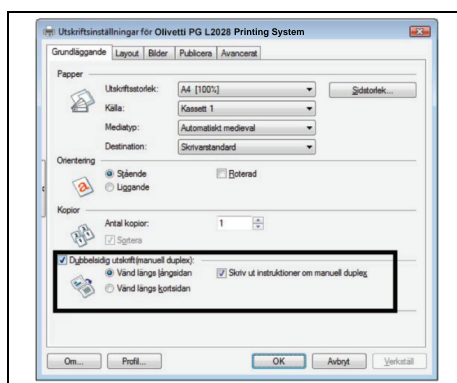 Utskriftsinställningar för Olivetti PG L2028 Printing System
Grundläggande Layout Bilder Publicera Avancerat
Papper
Utskriftsstorlek: A4 [100%] Sidstorlek...
Källa: Kassett 1
Mediatyp: Automatiskt medieval
Destination: Skrivarstandard
Orientering
Stående Roterad
Liggande
Kopior
Antal kopior: 1
Sortera
Dubbelsidig utskrift(manuell duplex):
Vänd längs långsidan Skriv ut instruktioner om manuell duplex
Vänd längs kortsidan
Om... Profil... OK Avbryt Verkställ